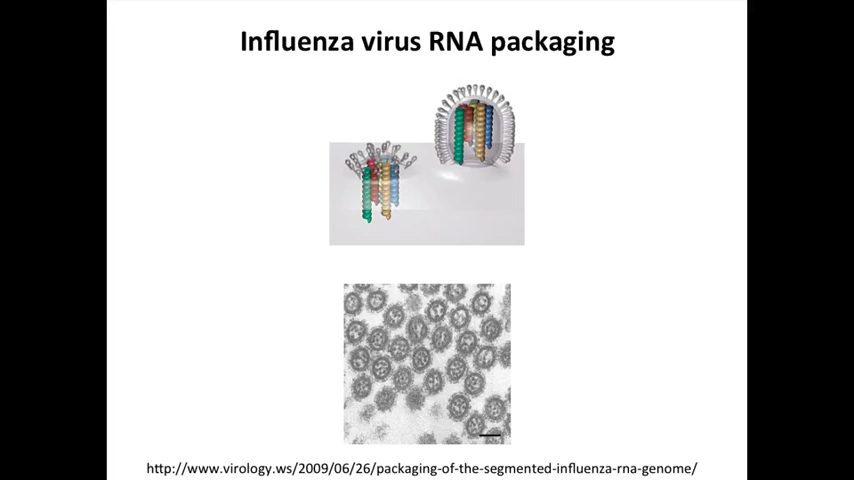 Influenza virus RNA packaging
http://www.virology.ws/2009/06/26/packaging-of-the-segmented-influenza-rna-genome/